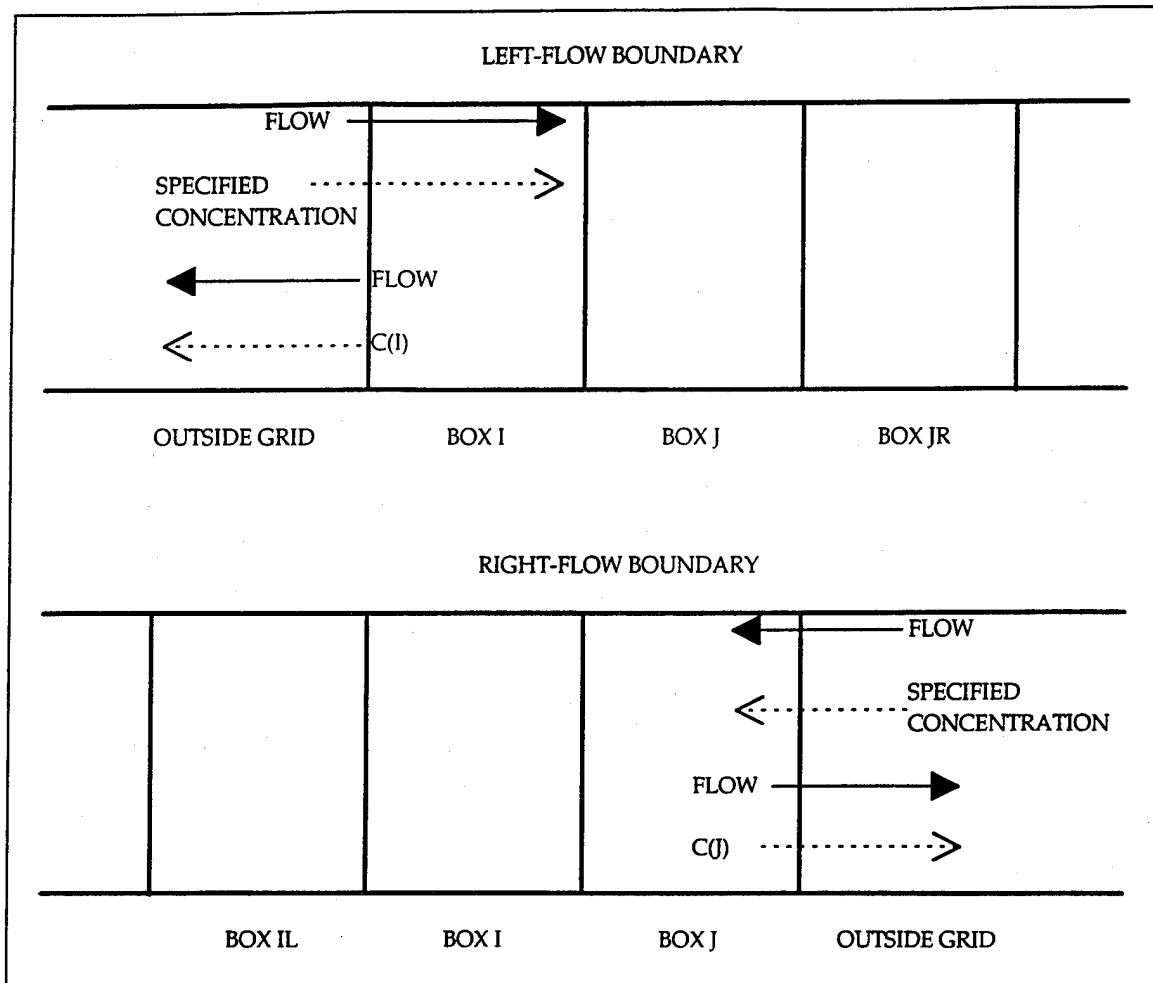 LEFT-FLOW BOUNDARY
FLOW
SPECIFIED
CONCENTRATION
FLOW
C(I)
OUTSIDE GRID BOX I BOX J BOX JR
RIGHT-FLOW BOUNDARY
FLOW
SPECIFIED
CONCENTRATION
FLOW
C(J)
BOX IL BOX I BOX J OUTSIDE GRID